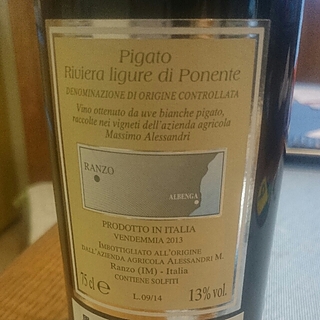 Pigato
Riviera ligure di Ponente
DENOMINAZIONE DI ORIGINE CONTROLLATA
Vino ottenuto da uve bianche pigato,
raccolte nei vigneti dell'azienda agricola
Massimo Alessandri
RANZO
ALBENGA
PRODOTTO IN ITALIA
VENDEMMIA 2013
IMBOTTIGLIATO ALL'ORIGINE
DALL'AZIENDA AGRICOLA ALESSANDRI M.
Ranzo (IM) - Italia
CONTIENE SOLFITI
75 cl e
L. 09/14
13% vol.